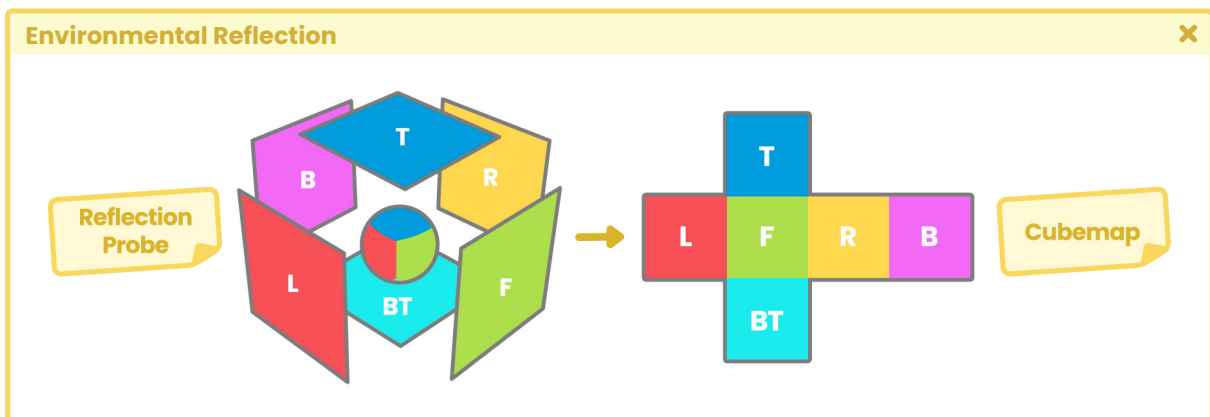 Environmental Reflection
Reflection
Probe
T
B
R
L
F
BT
T
L F R B
BT
Cubemap